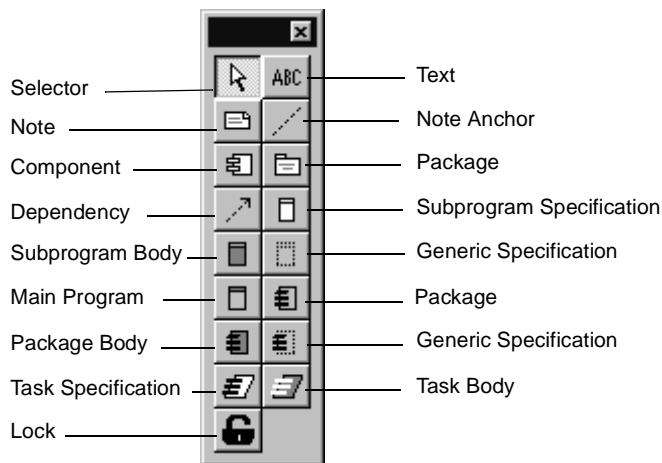 Selector
ABC
Text
Note
Note Anchor
Component
Package
Dependency
Subprogram Specification
Subprogram Body
Generic Specification
Main Program
Package
Package Body
Generic Specification
Task Specification
Task Body
Lock